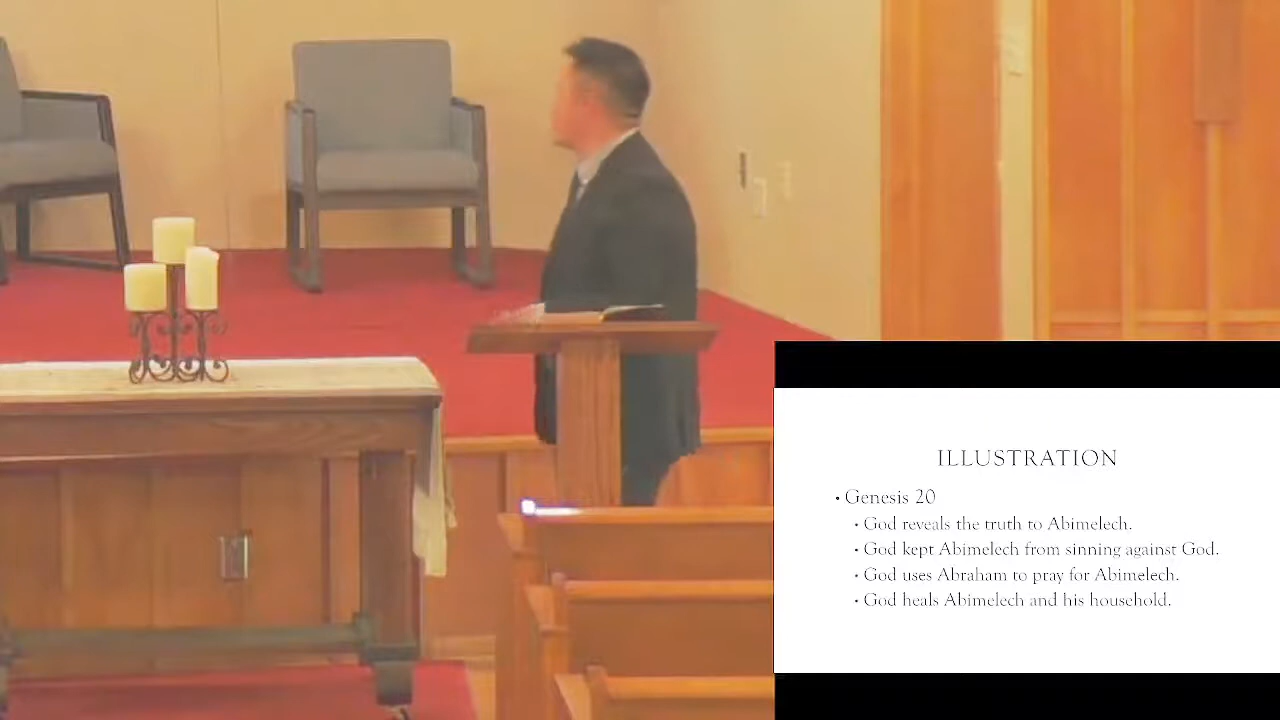 ILLUSTRATION
• Genesis 20
• God reveals the truth to Abimelech.
• God kept Abimelech from sinning against God.
• God uses Abraham to pray for Abimelech.
• God heals Abimelech and his household.